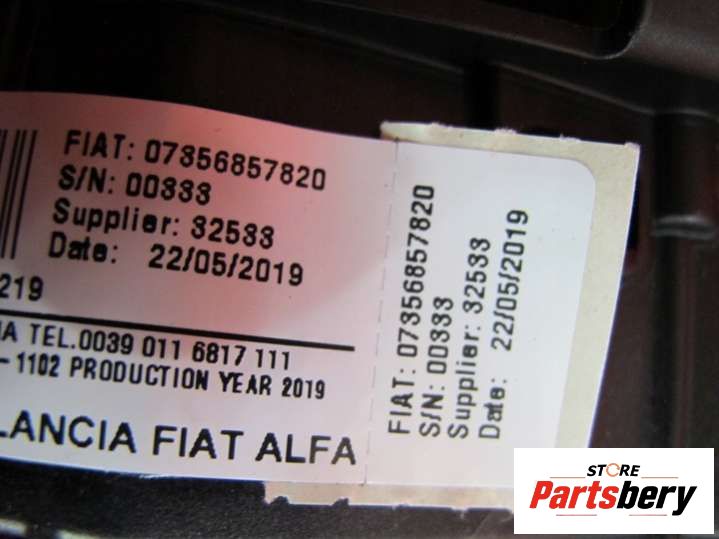 FIAT: 07356857820
S/N: 00333
Supplier: 32533
Date: 22/05/2019
219
IA TEL.0039 011 6817 111
- 1102 PRODUCTION YEAR 2019
LANCIA FIAT ALFA
FIAT: 07356857820
S/N: 00333
Supplier: 32533
Date: 22/05/2019
STORE
Partsbery